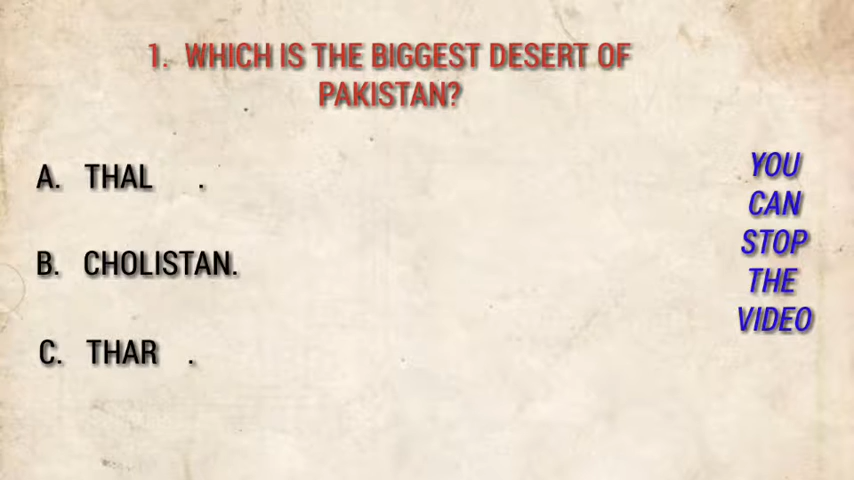 1. WHICH IS THE BIGGEST DESERT OF
PAKISTAN?
A. THAL .
B. CHOLISTAN.
C. THAR .
YOU
CAN
STOP
THE
VIDEO